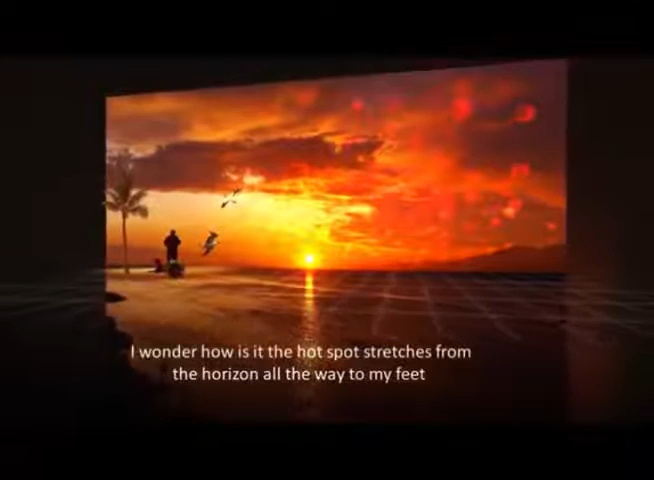 I wonder how is it the hot spot stretches from
the horizon all the way to my feet